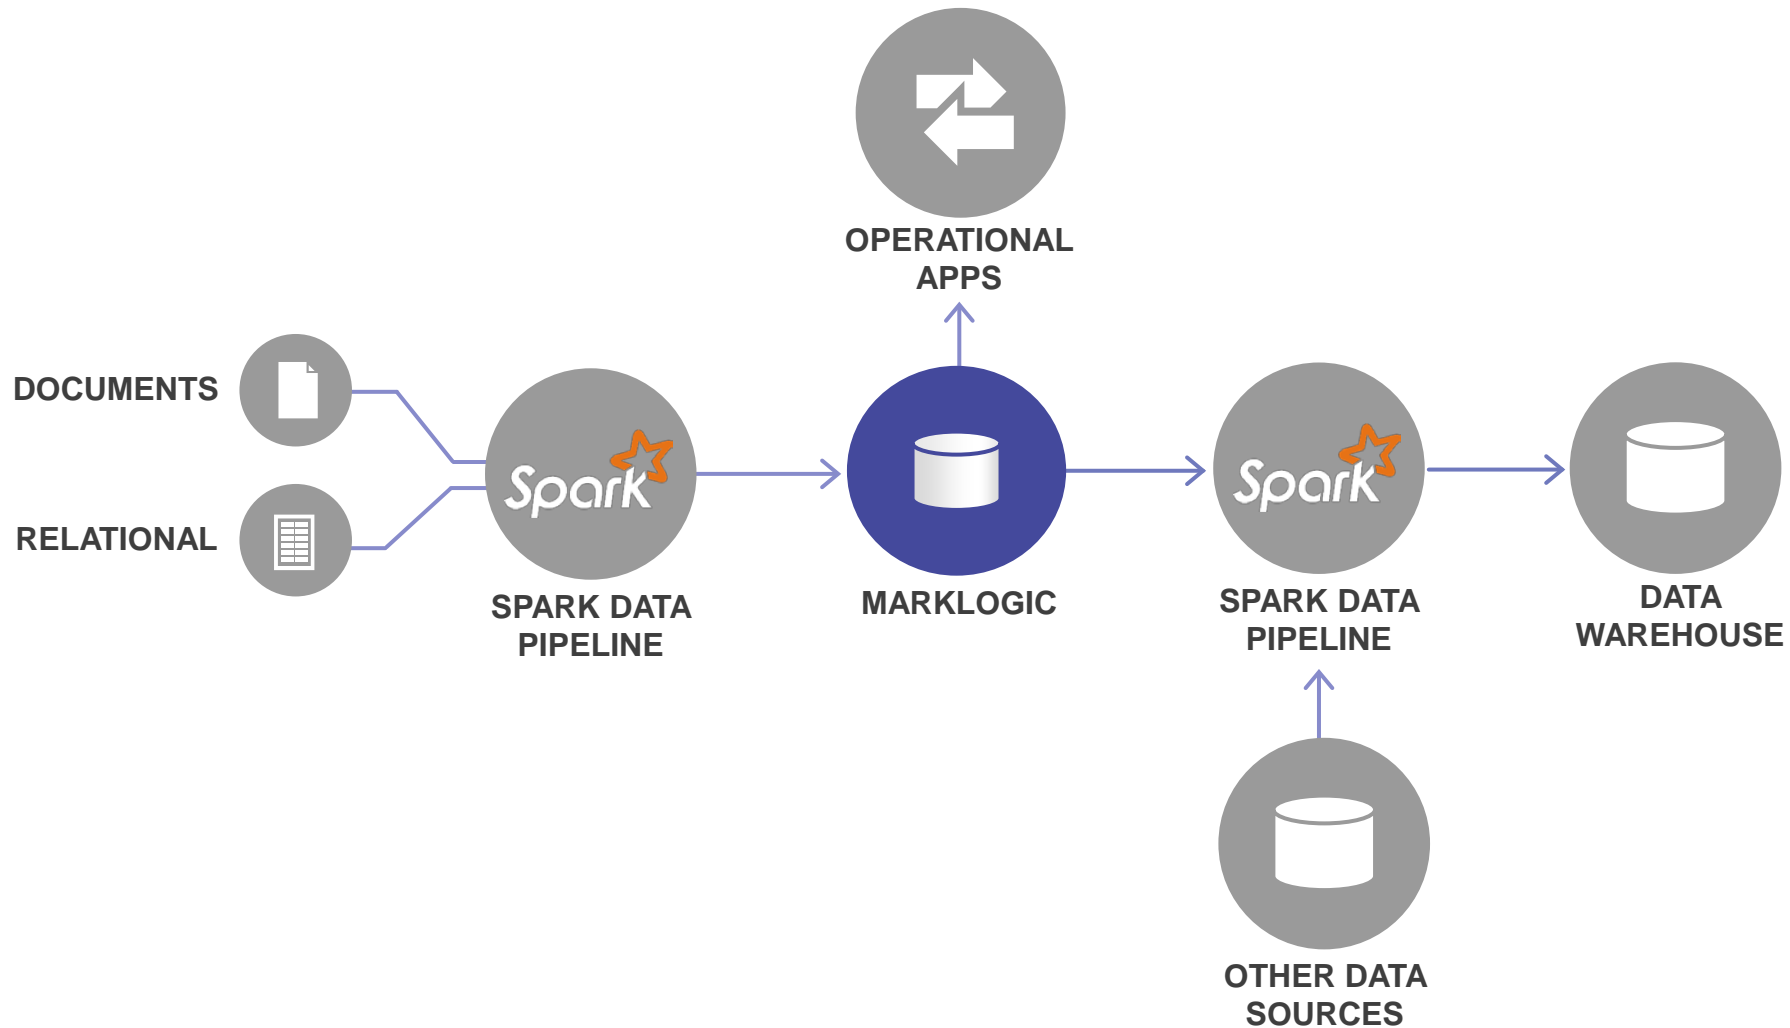 OPERATIONAL
APPS
DOCUMENTS
RELATIONAL
Spark
SPARK DATA
PIPELINE
MARKLOGIC
Spark
SPARK DATA
PIPELINE
DATA
WAREHOUSE
OTHER DATA
SOURCES